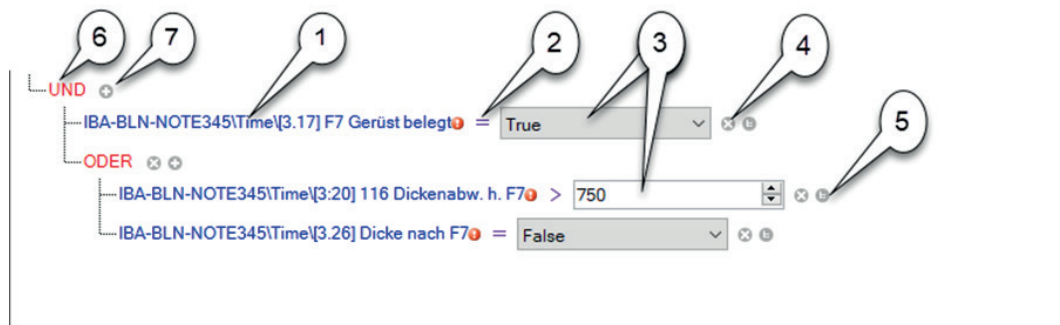 6 7 1 2 3 4
UND
IBA-BLN-NOTE345\Time\[3.17] F7 Gerüst belegt = True
5
ODER
IBA-BLN-NOTE345\Time\[3:20] 116 Dickenabw. h. F7 > 750
IBA-BLN-NOTE345\Time\[3.26] Dicke nach F7 = False